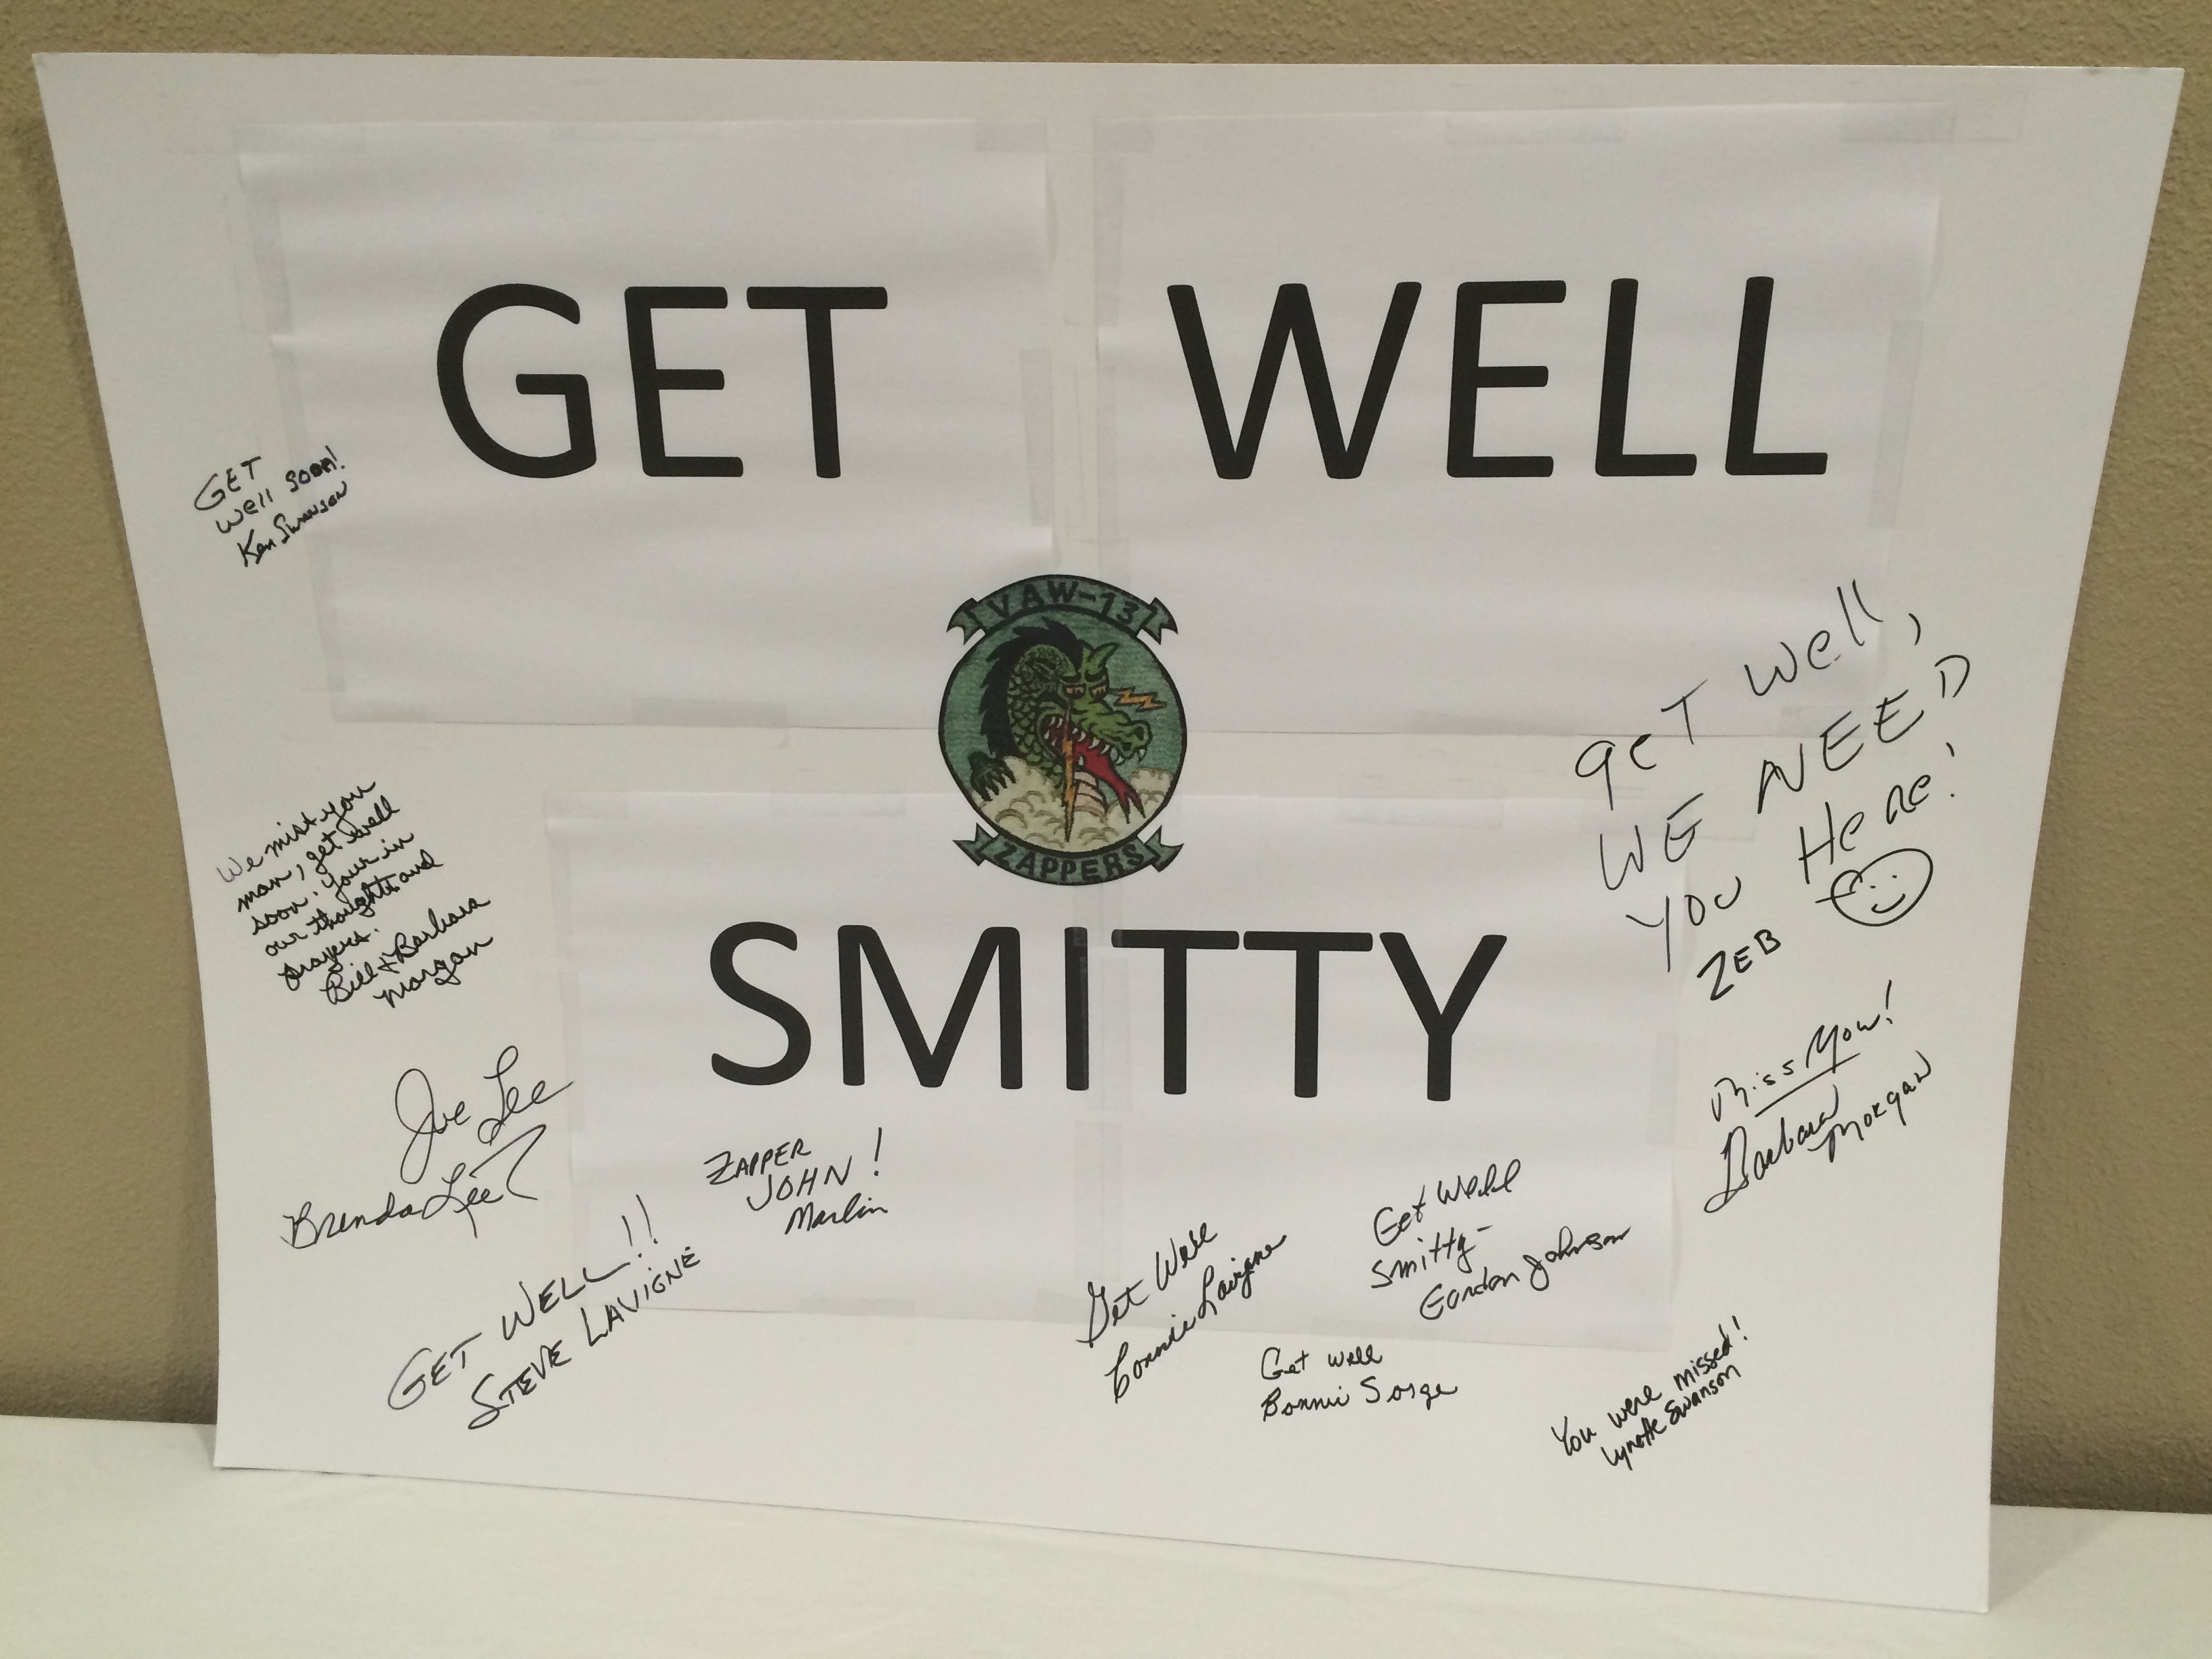 GET WELL
VAW-13
ZAPPERS
SMITTY
GET
Well soon!
Ken Swanson
We mist you
man, get well
soon. Your in
our thoughts and
prayers.
Bill & Barbara
Morgan
Joe Lee
Brenda Lee
GET WELL!!
STEVE LAVIGNE
ZAPPER
JOHN!
Marlin
Get Well
Connie Lavigne
Get Well
Smitty-
Gordon Johnson
Get well
Bonnie Sorge
You were missed!
Lynette Swanson
geT well,
WE NEED
YOU HeRe!
ZEB
Miss You!
Barbara
Morgan